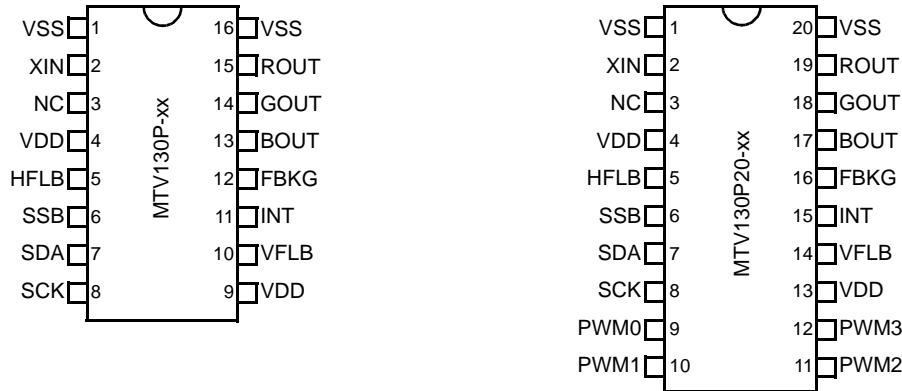 VSS 1 16 VSS
XIN 2 15 ROUT
NC 3 14 GOUT
VDD 4 13 BOUT
HFLB 5 12 FBKG
SSB 6 11 INT
SDA 7 10 VFLB
SCK 8 9 VDD
MTV130P-xx
VSS 1 20 VSS
XIN 2 19 ROUT
NC 3 18 GOUT
VDD 4 17 BOUT
HFLB 5 16 FBKG
SSB 6 15 INT
SDA 7 14 VFLB
SCK 8 13 VDD
PWM0 9 12 PWM3
PWM1 10 11 PWM2
MTV130P20-xx